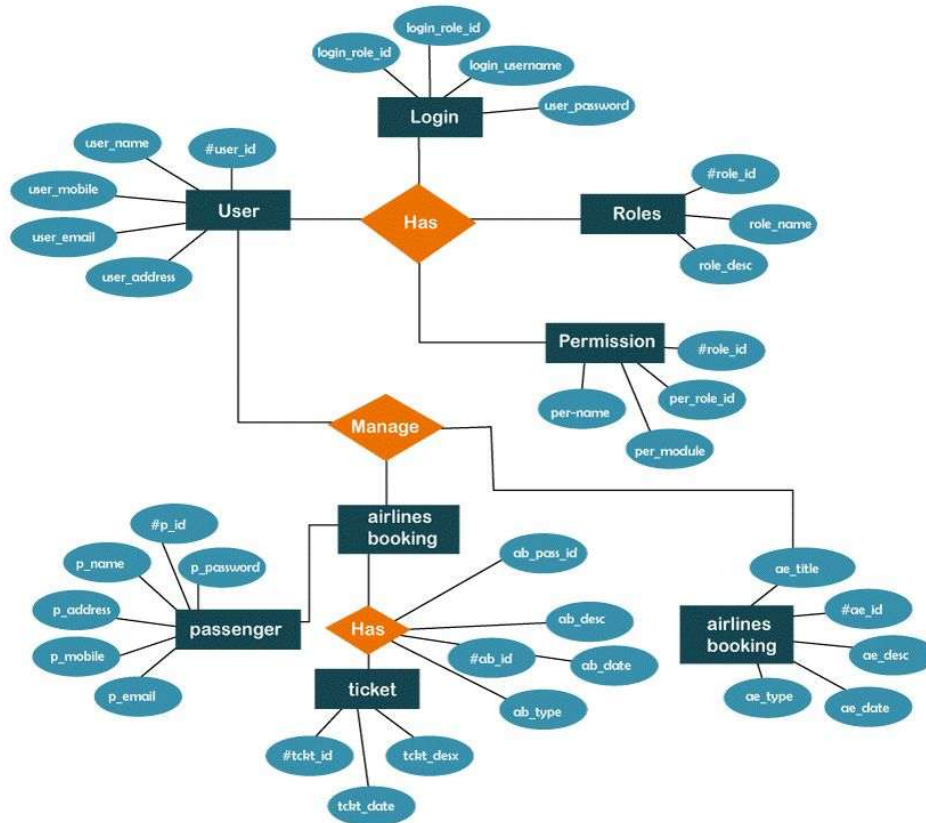 login_role_id
login_role_id
login_username
user_password
Login
user_name
#user_id
user_mobile
User
user_email
user_address
Has
Roles
#role_id
role_name
role_desc
Permission
#role_id
per_role_id
per-name
per_module
Manage
airlines
booking
#p_id
p_name
p_password
p_address
passenger
p_mobile
p_email
ab_pass_id
Has
ab_desc
#ab_id
ab_date
ab_type
ticket
#tckt_id
tckt_desx
tckt_date
ae_title
airlines
booking
#ae_id
ae_desc
ae_type
ae_date